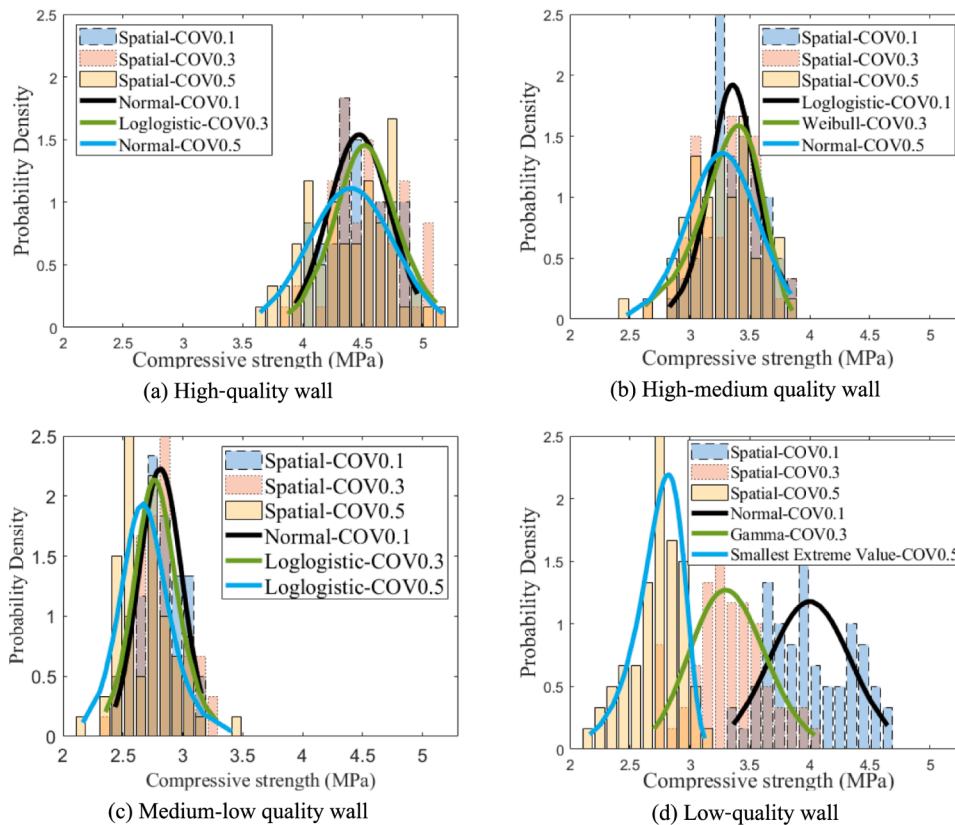 2.5
2
1.5
1
0.5
0
Probability Density
Spatial-COV0.1
Spatial-COV0.3
Spatial-COV0.5
Normal-COV0.1
Loglogistic-COV0.3
Normal-COV0.5
2 2.5 3 3.5 4 4.5 5
Compressive strength (MPa)
(a) High-quality wall
2.5
2
1.5
1
0.5
0
Probability Density
Spatial-COV0.1
Spatial-COV0.3
Spatial-COV0.5
Loglogistic-COV0.1
Weibull-COV0.3
Normal-COV0.5
2 2.5 3 3.5 4 4.5 5
Compressive strength (MPa)
(b) High-medium quality wall
2.5
2
1.5
1
0.5
0
Probability Density
Spatial-COV0.1
Spatial-COV0.3
Spatial-COV0.5
Normal-COV0.1
Loglogistic-COV0.3
Loglogistic-COV0.5
2 2.5 3 3.5 4 4.5 5
Compressive strength (MPa)
(c) Medium-low quality wall
2.5
2
1.5
1
0.5
0
Probability Density
Spatial-COV0.1
Spatial-COV0.3
Spatial-COV0.5
Normal-COV0.1
Gamma-COV0.3
Smallest Extreme Value-COV0.5
2 2.5 3 3.5 4 4.5 5
Compressive strength (MPa)
(d) Low-quality wall